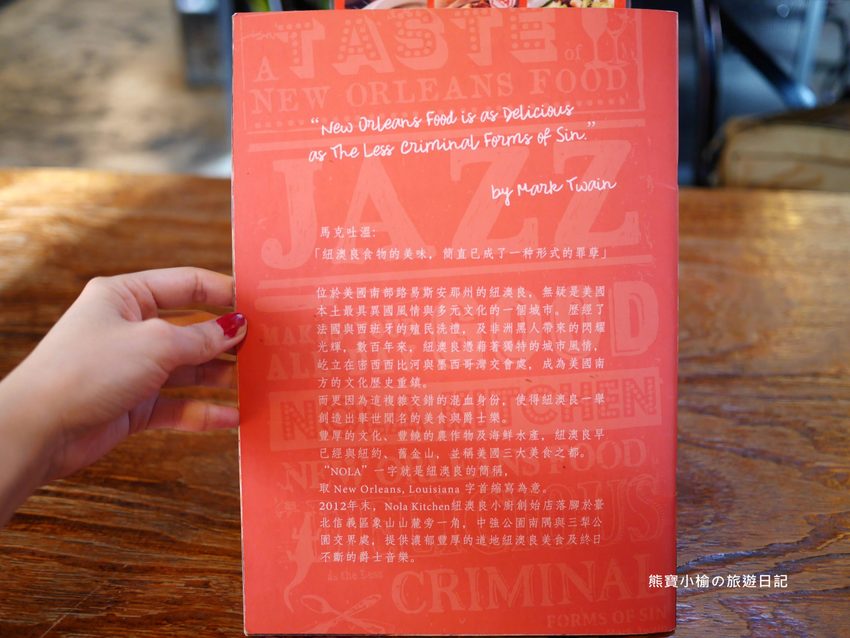 A TASTE of
NEW ORLEANS FOOD
“New Orleans Food is as Delicious
as The Less Criminal Forms of Sin.”
by Mark Twain
JAZZ
馬克吐溫：
「紐澳良食物的美味，簡直已成了一种形式的罪孽」
位於美國南部路易斯安那州的紐澳良，無疑是美國
本土最具異國風情與多元文化的一個城市。歷經了
法國與西班牙的殖民洗禮，及非洲黑人帶來的閃耀
光輝，數百年來，紐澳良憑藉著獨特的城市風情，
屹立在密西西比河與墨西哥灣交會處，成為美國南
方的文化歷史重鎮。
而更因為這複雜交錯的混血身份，使得紐澳良一舉
創造出舉世聞名的美食與爵士樂。
豐厚的文化、豐饒的農作物及海鮮水產，紐澳良早
已經與紐約、舊金山，並稱美國三大美食之都。
“NOLA”一字就是紐澳良的簡稱，
取 New Orleans, Louisiana 字首縮寫為意。
2012年末，Nola Kitchen紐澳良小廚創始店落腳於臺
北信義區象山山麓旁一角，中強公園南隅與三犁公
園交界處，提供濃郁豐厚的道地紐澳良美食及終日
不斷的爵士音樂。
as the Less
CRIMINAL
FORMS OF SIN
熊寶小榆の旅遊日記